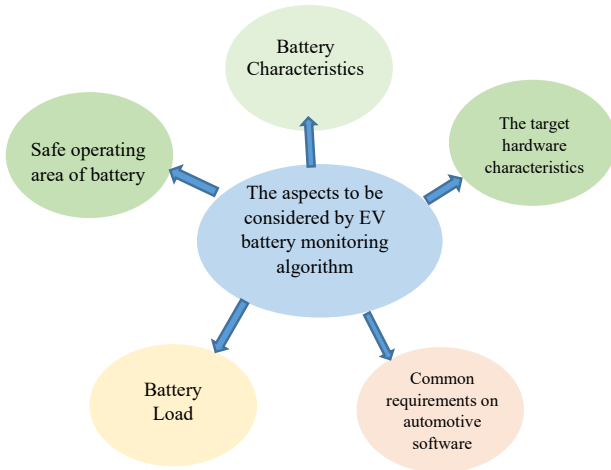 Battery
Characteristics
Safe operating
area of battery
The target
hardware
characteristics
The aspects to be
considered by EV
battery monitoring
algorithm
Battery
Load
Common
requirements on
automotive
software